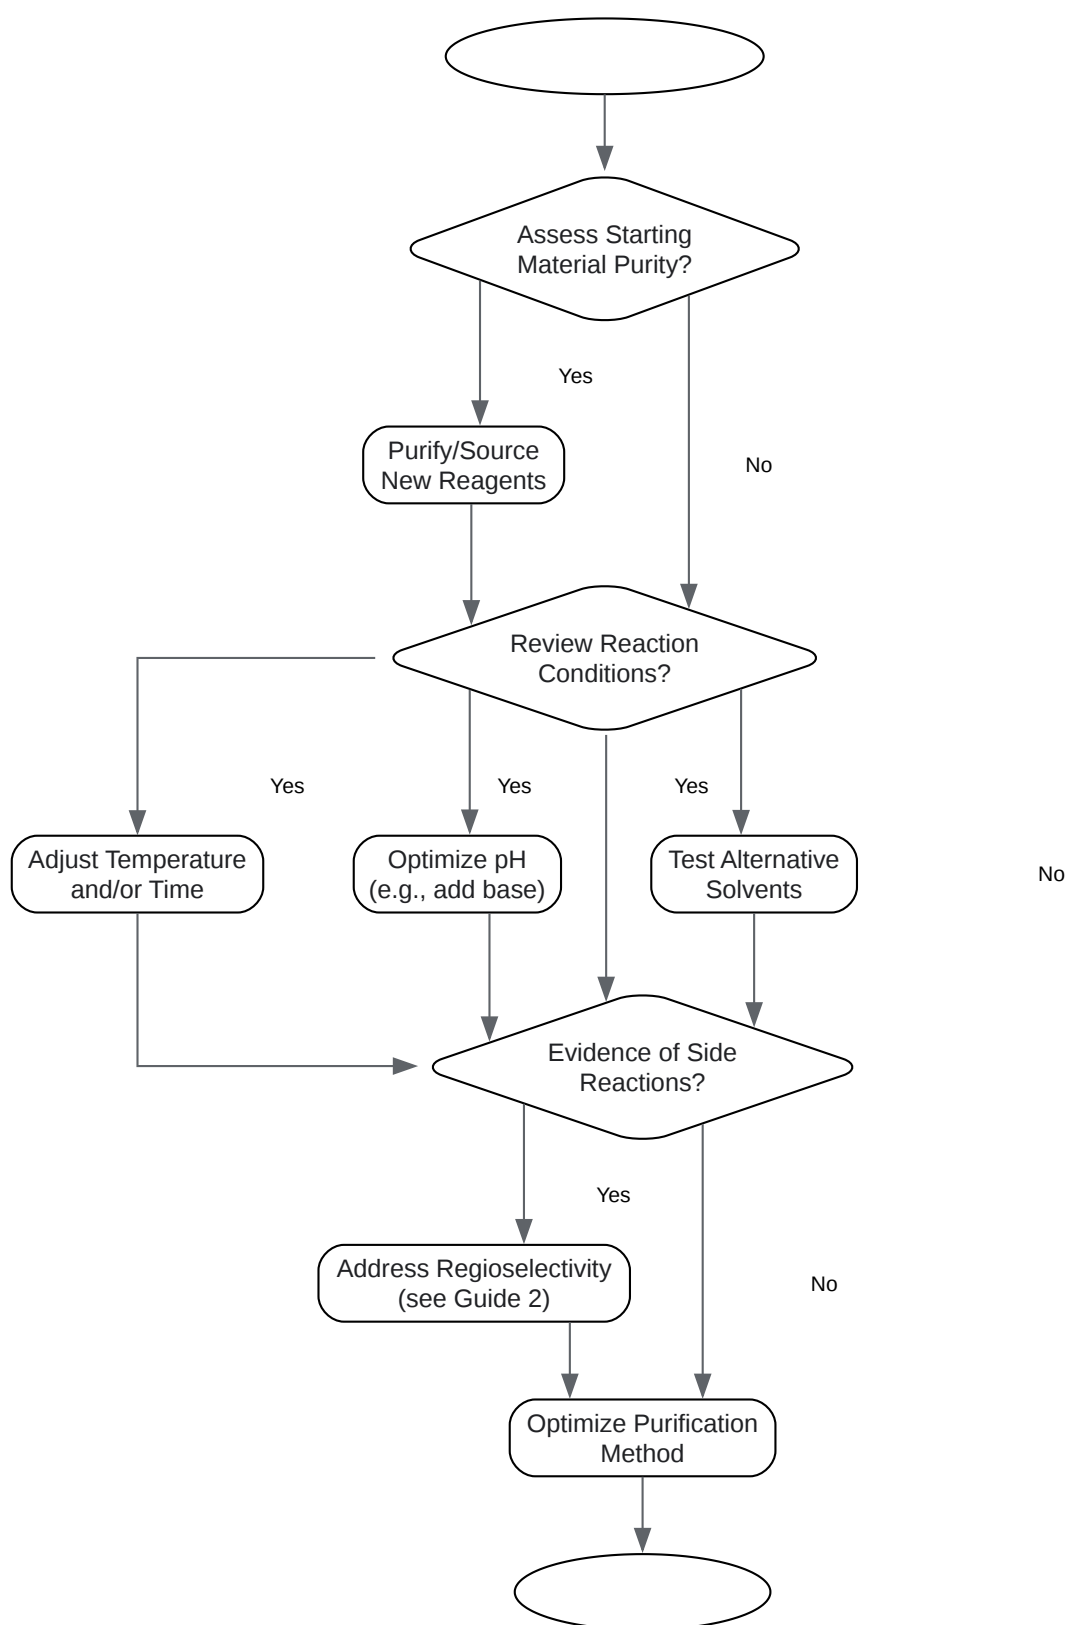 Assess Starting
Material Purity?
Yes
Purify/Source
New Reagents
No
Review Reaction
Conditions?
Yes
Yes
Yes
Adjust Temperature
and/or Time
Optimize pH
(e.g., add base)
Test Alternative
Solvents
No
Evidence of Side
Reactions?
Yes
Address Regioselectivity
(see Guide 2)
No
Optimize Purification
Method